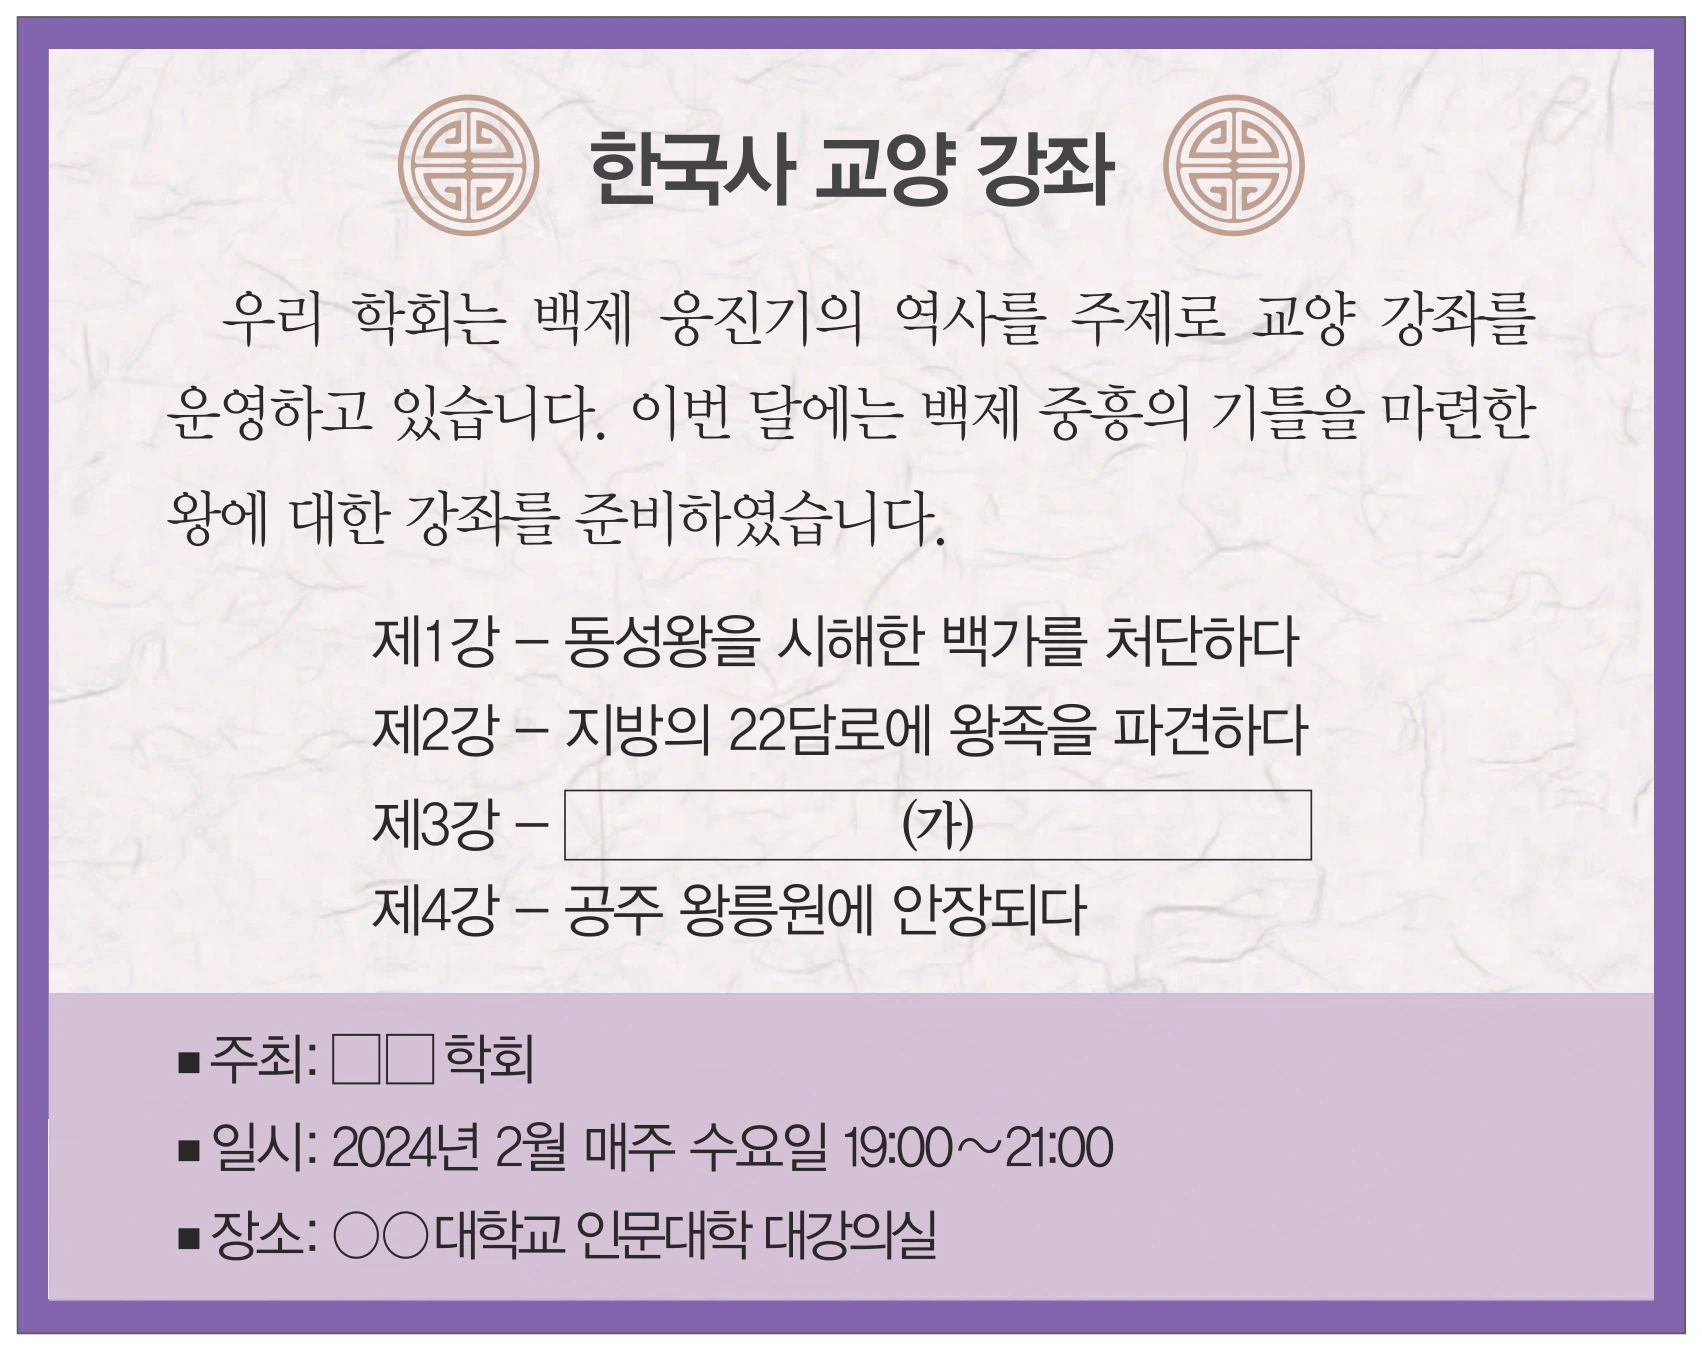 한국사 교양 강좌
우리 학회는 백제 웅진기의 역사를 주제로 교양 강좌를
운영하고 있습니다. 이번 달에는 백제 중흥의 기틀을 마련한
왕에 대한 강좌를 준비하였습니다.
제1강 - 동성왕을 시해한 백가를 처단하다
제2강 - 지방의 22담로에 왕족을 파견하다
제3강 - (가)
제4강 - 공주 왕릉원에 안장되다
■ 주최: □□학회
■ 일시: 2024년 2월 매주 수요일 19:00~21:00
■ 장소: ○○대학교 인문대학 대강의실